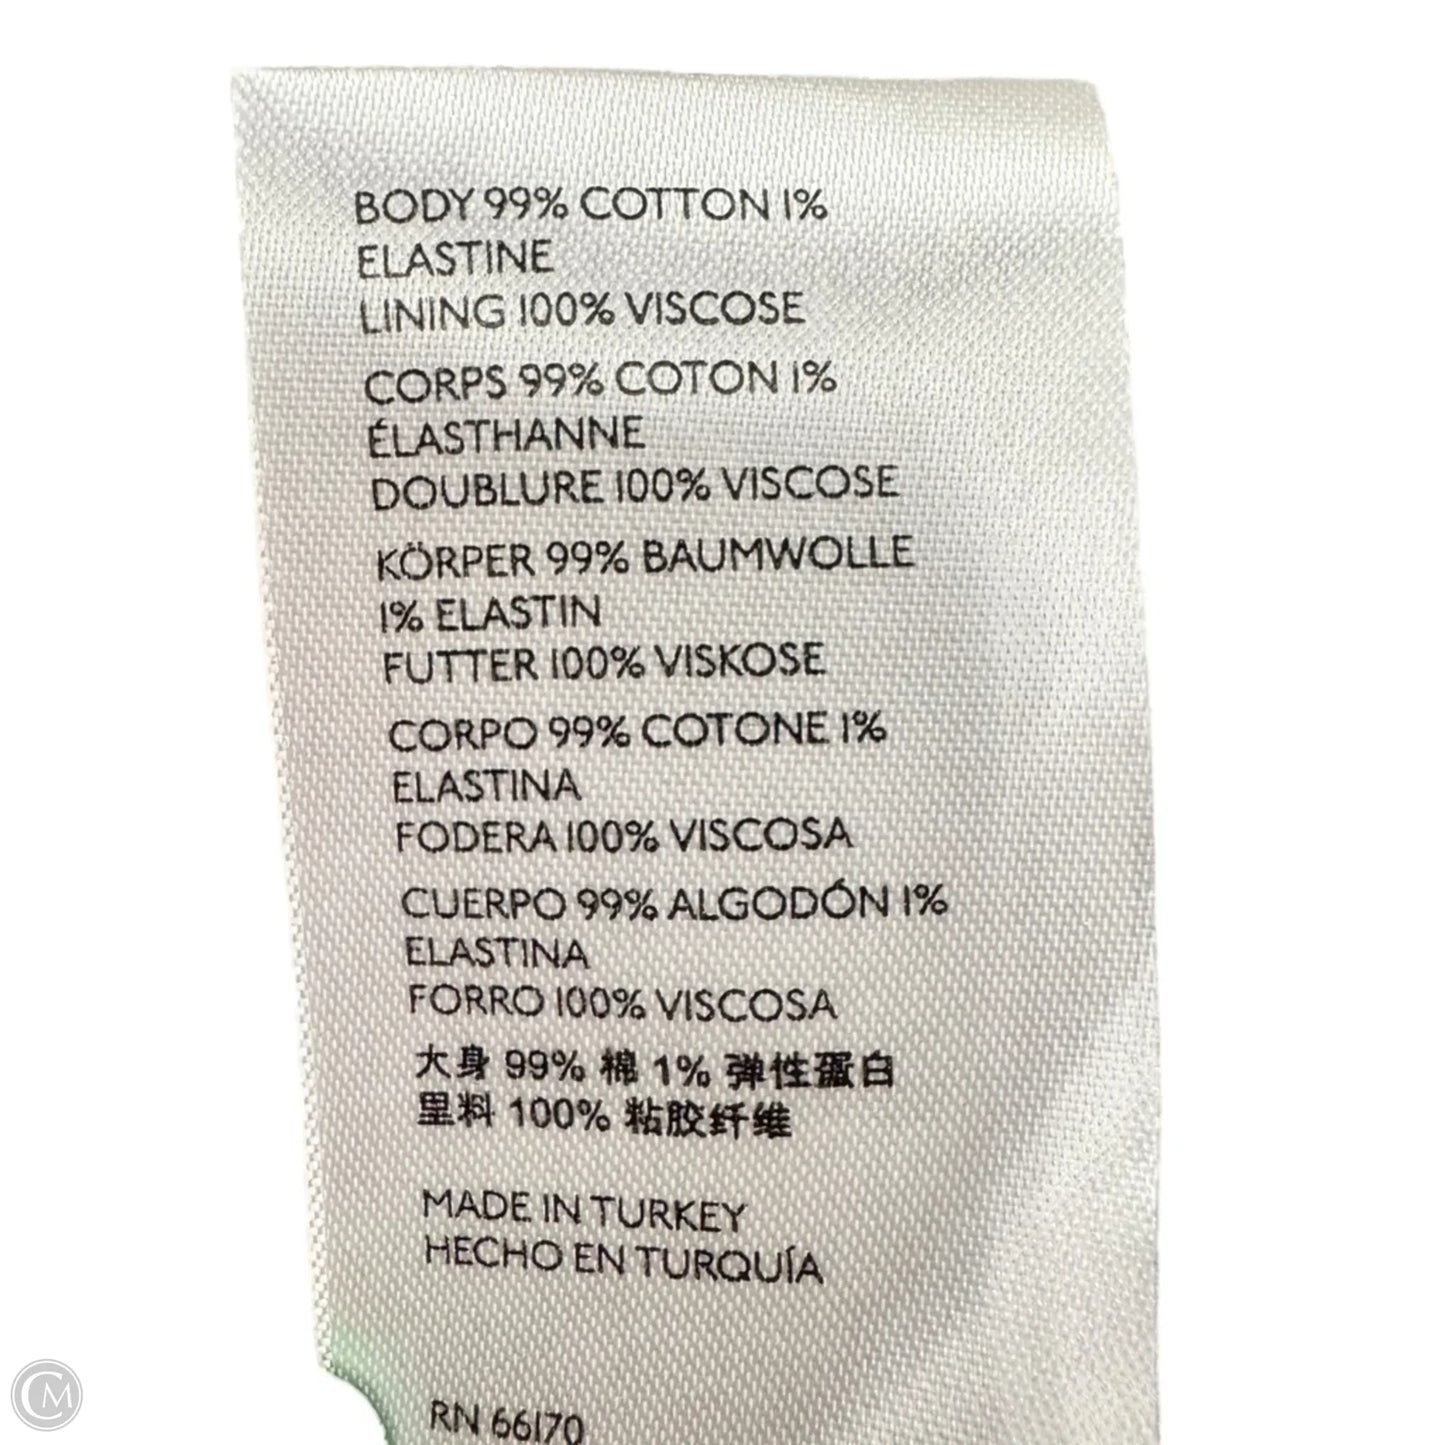 BODY 99% COTTON 1%
ELASTINE
LINING 100% VISCOSE
CORPS 99% COTON 1%
ÉLASTHANNE
DOUBLURE 100% VISCOSE
KÖRPER 99% BAUMWOLLE
1% ELASTIN
FUTTER 100% VISKOSE
CORPO 99% COTONE 1%
ELASTINA
FODERA 100% VISCOSA
CUERPO 99% ALGODÓN 1%
ELASTINA
FORRO 100% VISCOSA
大身 99% 棉 1% 弹性蛋白
里料 100% 粘胶纤维
MADE IN TURKEY
HECHO EN TURQUÍA
RN 66170
CM